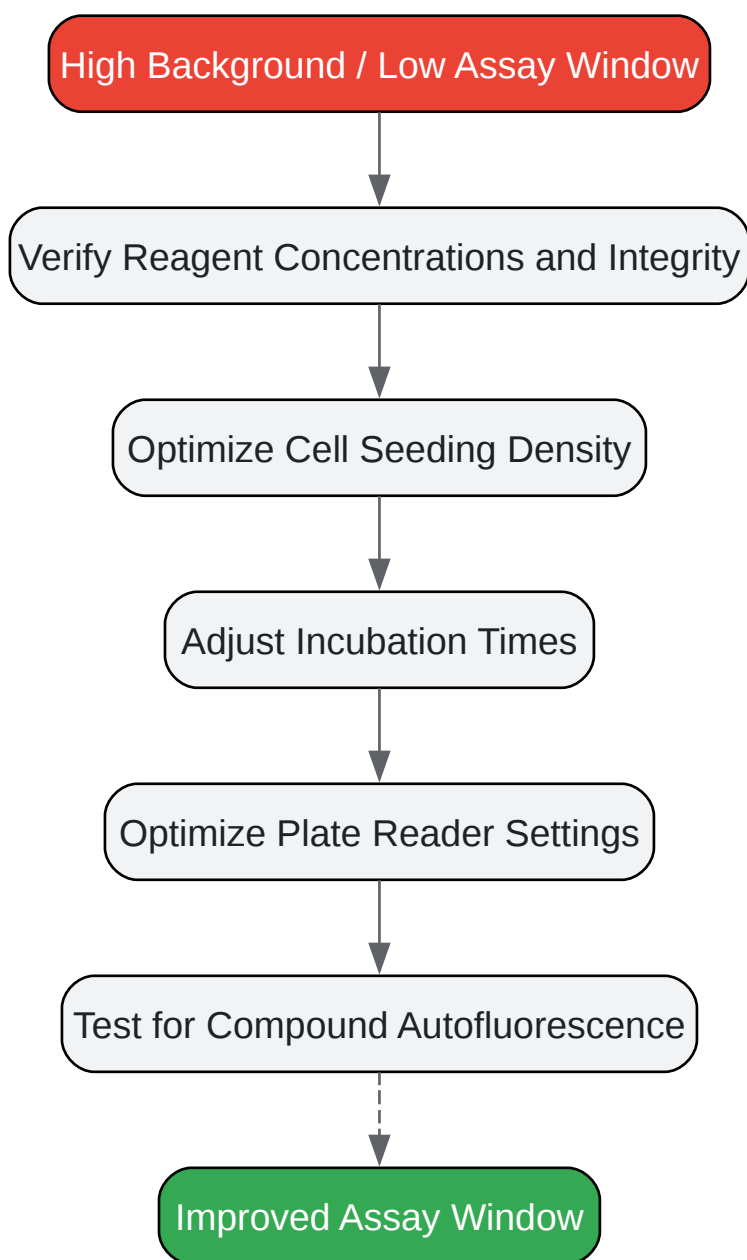 High Background / Low Assay Window
Verify Reagent Concentrations and Integrity
Optimize Cell Seeding Density
Adjust Incubation Times
Optimize Plate Reader Settings
Test for Compound Autofluorescence
Improved Assay Window